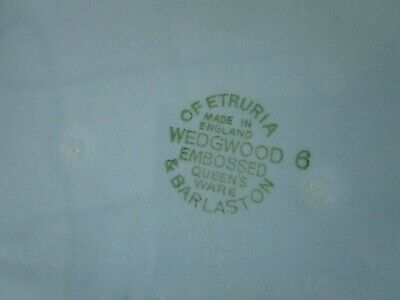 OF ETRURIA
MADE IN
ENGLAND
WEDGWOOD 6
EMBOSSED
QUEEN'S
WARE
& BARLASTON